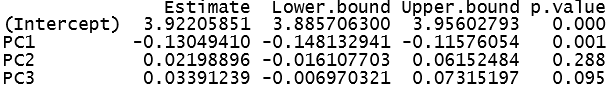 Estimate Lower.bound Upper.bound p.value
(Intercept) 3.92205851 3.885706300 3.95602793 0.000
PC1 -0.13049410 -0.148132941 -0.11576054 0.001
PC2 0.02198896 -0.016107703 0.06152484 0.288
PC3 0.03391239 -0.006970321 0.07315197 0.095